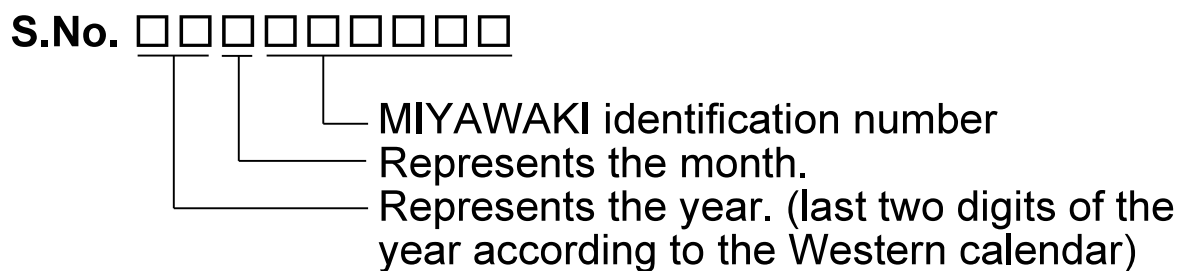 S.No. □□□□□□□□□
MIYAWAKI identification number
Represents the month.
Represents the year. (last two digits of the
year according to the Western calendar)